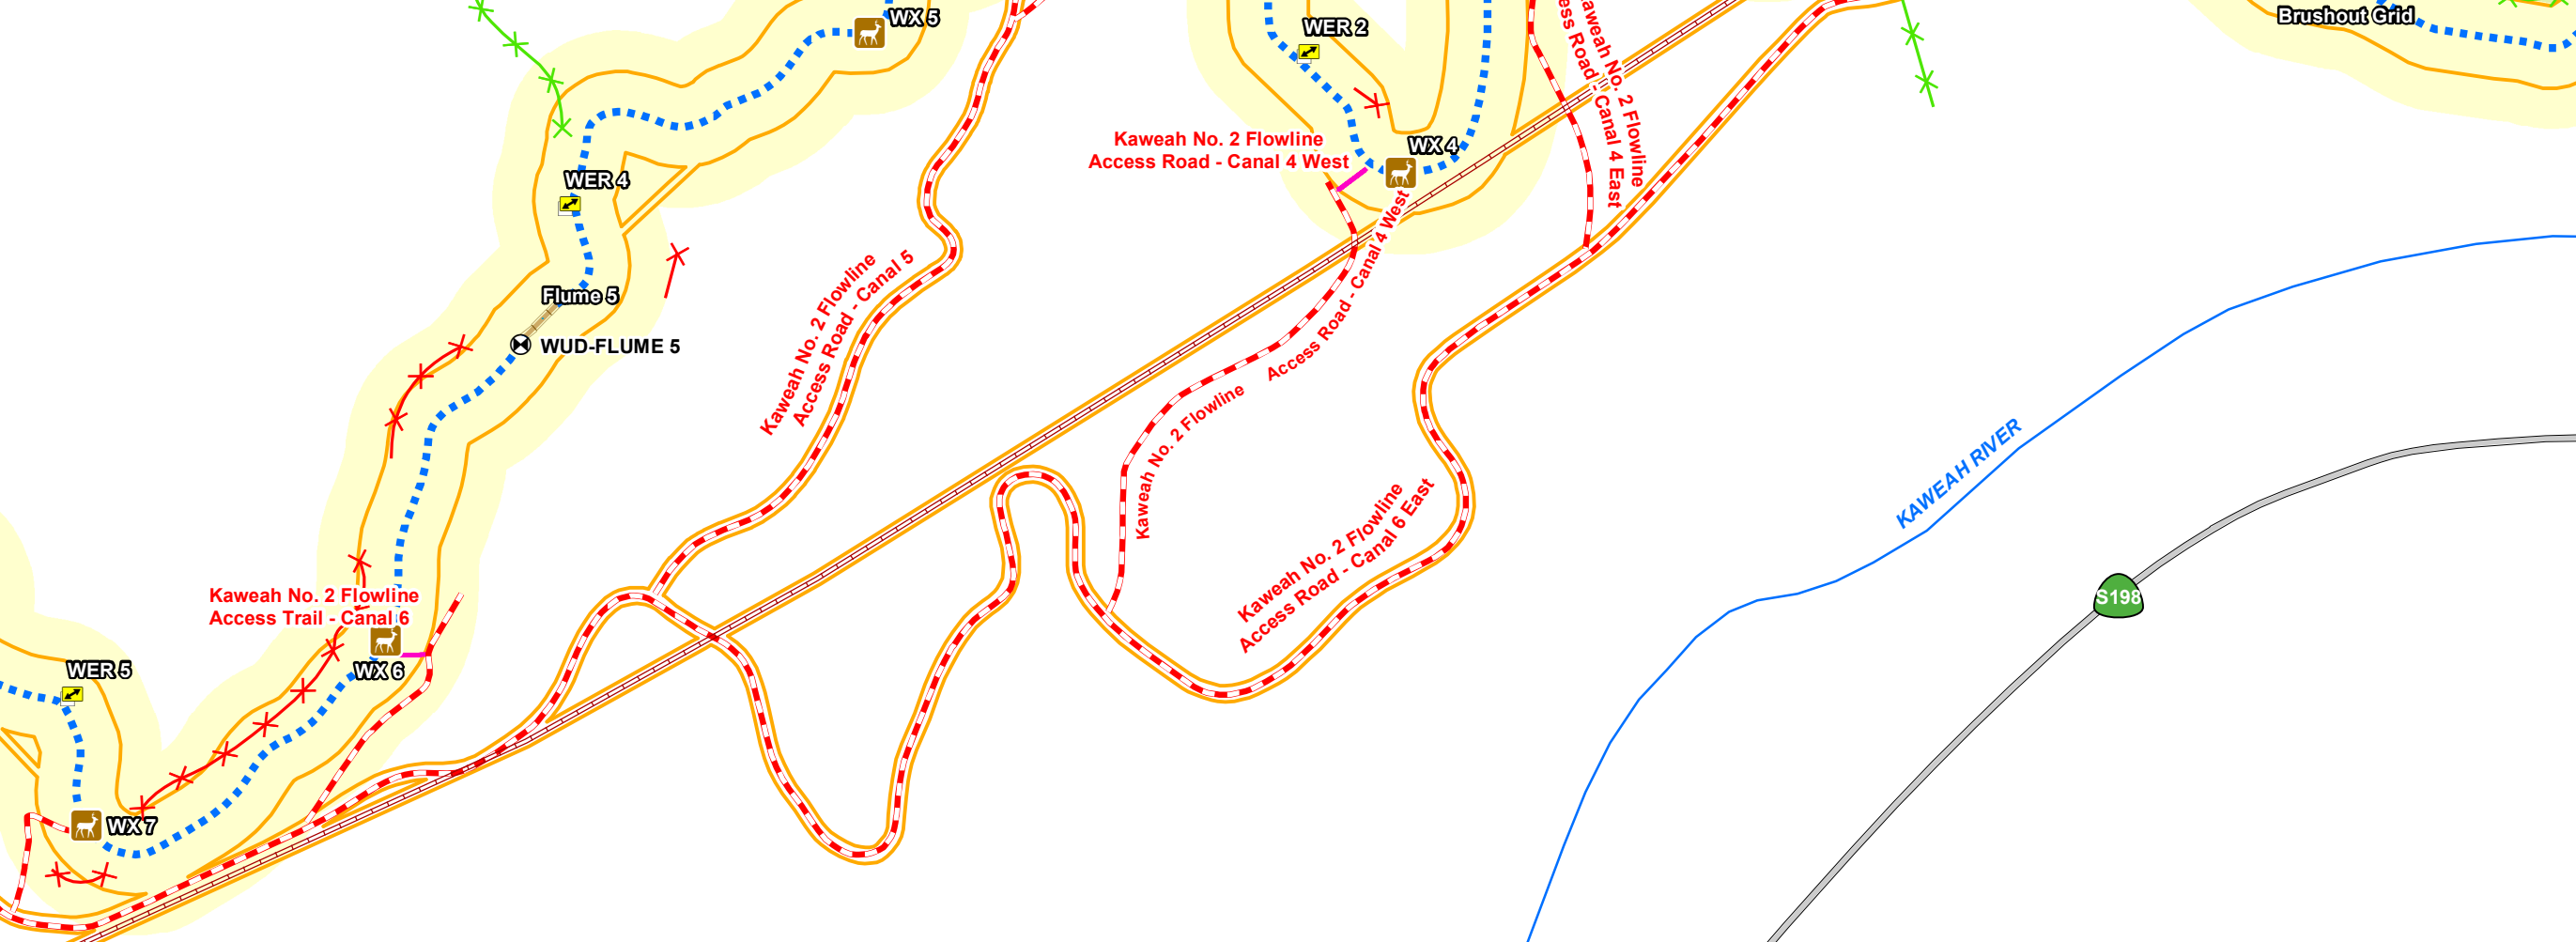 WX 5
WER 2
Brushout Grid
Kaweah No. 2 Flowline
Access Road - Canal 4 East
Kaweah No. 2 Flowline
Access Road - Canal 4 West
WX 4
WER 4
Flume 5
WUD-FLUME 5
Kaweah No. 2 Flowline
Access Road - Canal 5
Kaweah No. 2 Flowline
Access Road - Canal 4 West
Kaweah No. 2 Flowline
Access Road - Canal 6 East
KAWEAH RIVER
S198
Kaweah No. 2 Flowline
Access Trail - Canal 6
WX 6
WER 5
WX 7